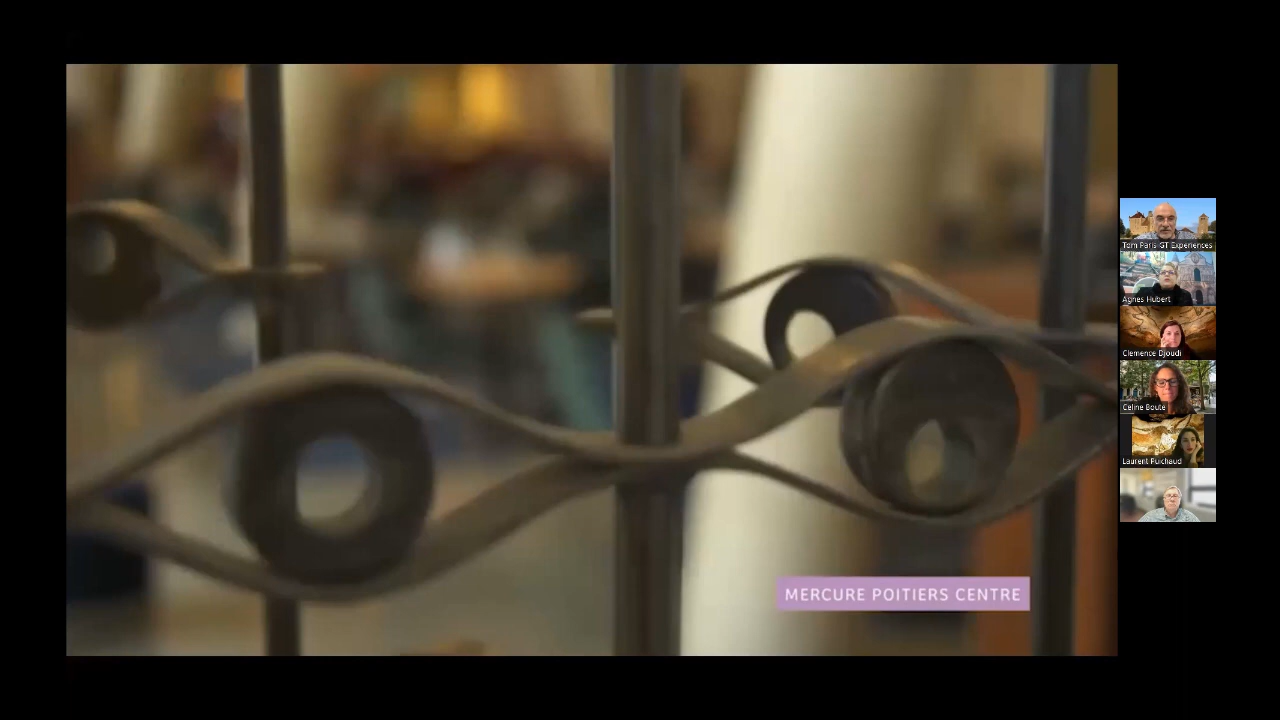 MERCURE POITIERS CENTRE
Tom Paris-GT Experiences
Agnes Hubert
Clemence Djoudi
Celine Boute
Laurent Puichaud